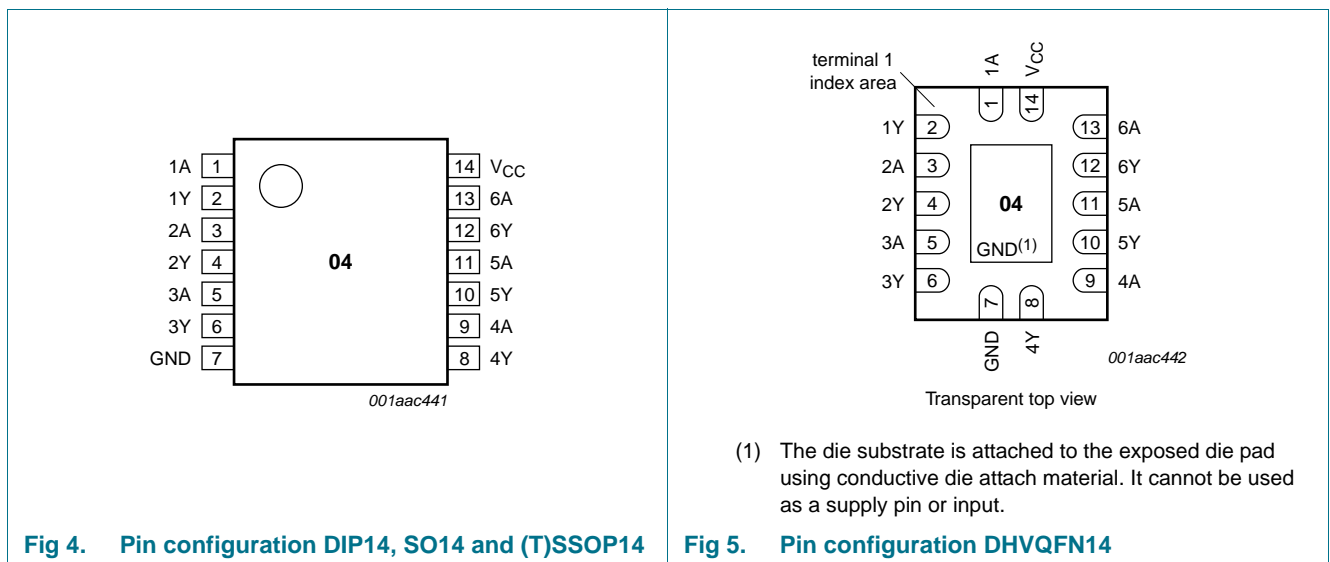 1A 1 14 VCC
1Y 2 13 6A
2A 3 12 6Y
2Y 4 04 11 5A
3A 5 10 5Y
3Y 6 9 4A
GND 7 8 4Y
001aac441
Fig 4. Pin configuration DIP14, SO14 and (T)SSOP14
terminal 1
index area
1A VCC
1 14
1Y 2 13 6A
2A 3 12 6Y
2Y 4 04 11 5A
3A 5 GND(1) 10 5Y
3Y 6 9 4A
7 8
GND 4Y
001aac442
Transparent top view
(1) The die substrate is attached to the exposed die pad
using conductive die attach material. It cannot be used
as a supply pin or input.
Fig 5. Pin configuration DHVQFN14